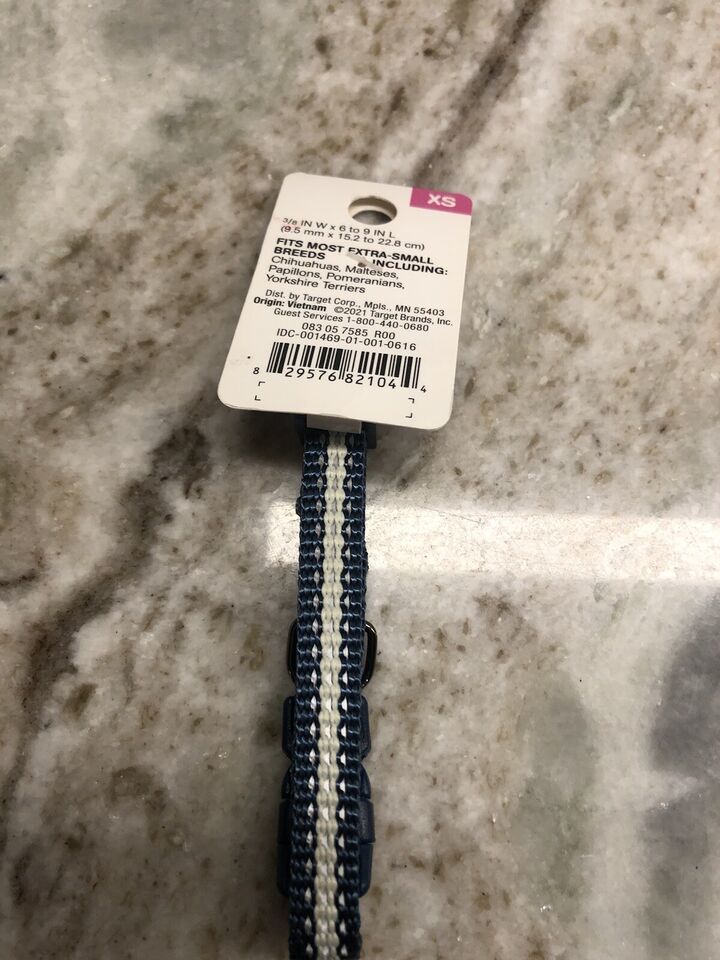 XS
3/8 IN W x 6 to 9 IN L
(9.5 mm x 15.2 to 22.8 cm)
FITS MOST EXTRA-SMALL
BREEDS INCLUDING:
Chihuahuas, Malteses,
Papillons, Pomeranians,
Yorkshire Terriers
Dist. by Target Corp., Mpls., MN 55403
Origin: Vietnam ©2021 Target Brands, Inc.
Guest Services 1-800-440-0680
083 05 7585 R00
IDC-001469-01-001-0616
8 29576 82104 4